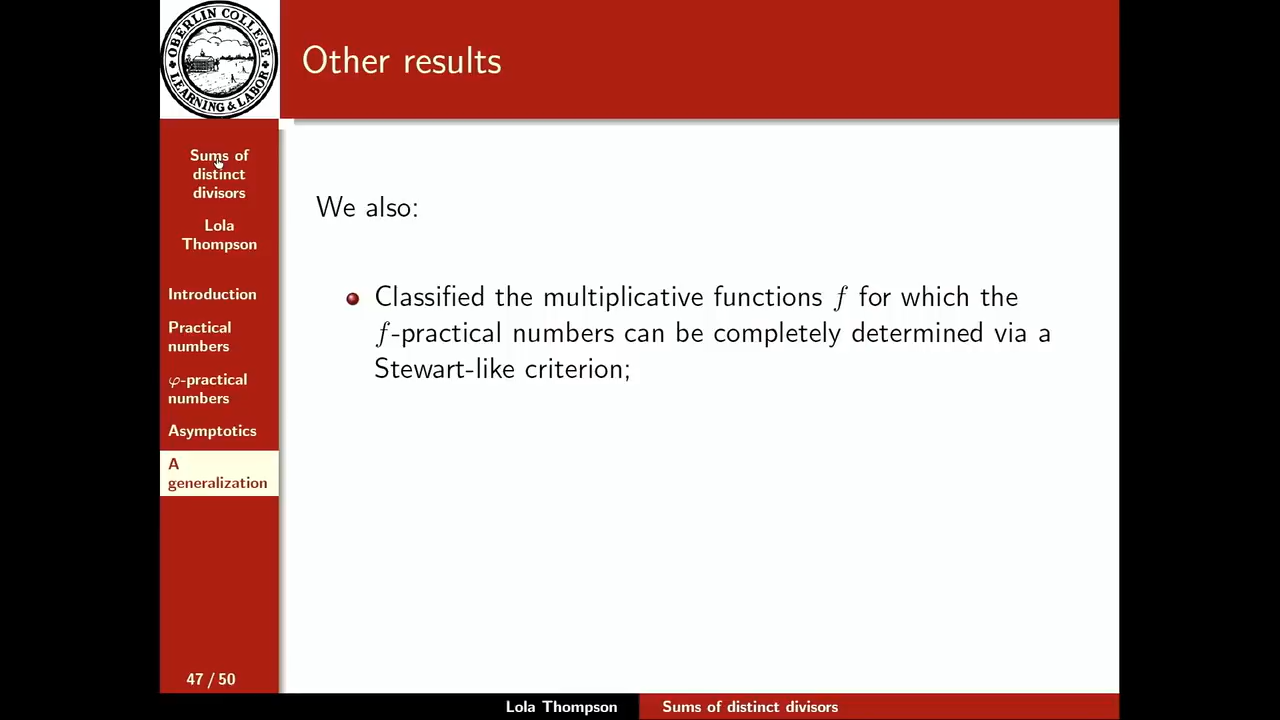 OBERLIN COLLEGE
LEARNING & LABOR
Other results
Sums of
distinct
divisors
Lola
Thompson
Introduction
Practical
numbers
φ-practical
numbers
Asymptotics
A
generalization
47 / 50
We also:
Classified the multiplicative functions f for which the
f-practical numbers can be completely determined via a
Stewart-like criterion;
Lola Thompson
Sums of distinct divisors